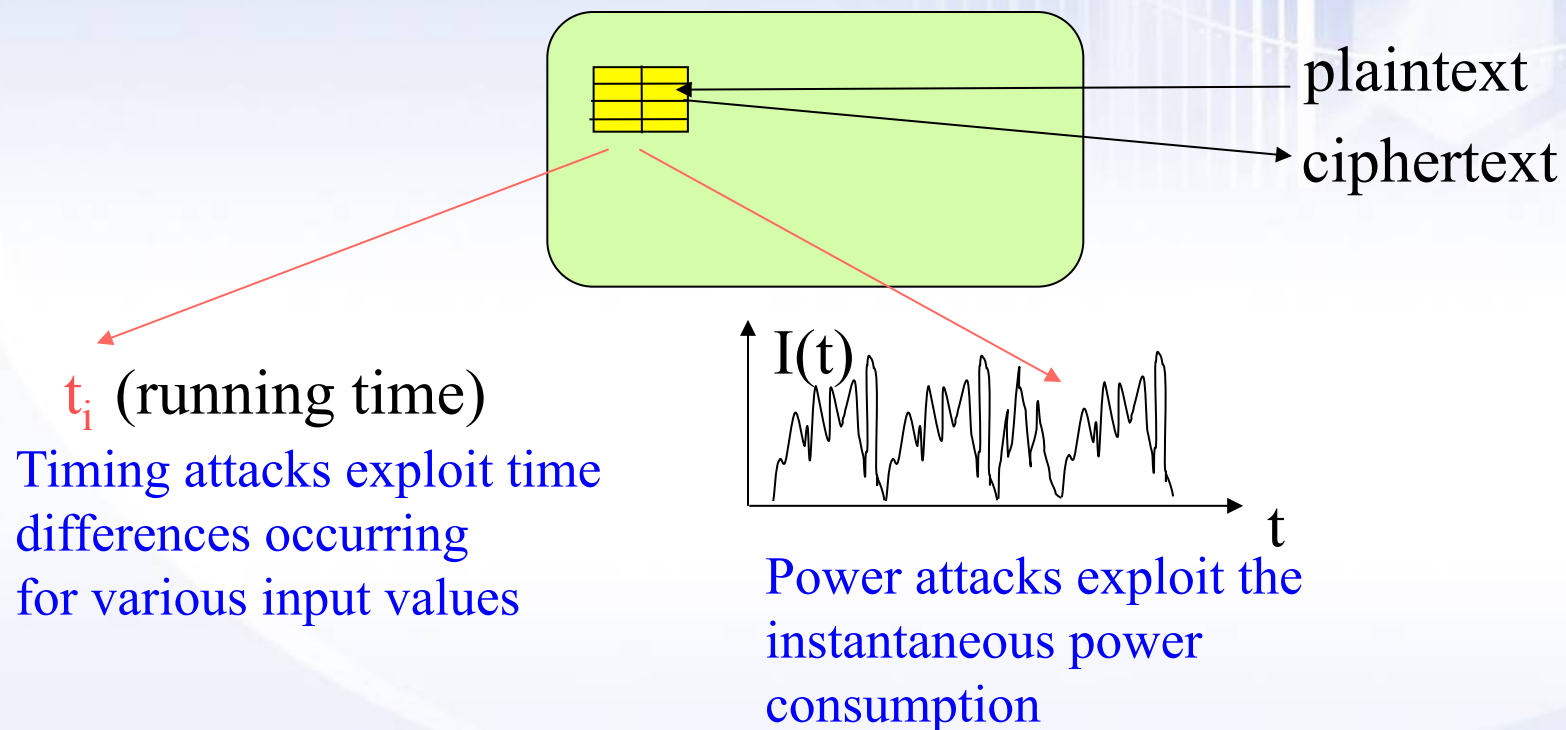 plaintext
ciphertext
I(t)
t
tᵢ (running time)
Timing attacks exploit time
differences occurring
for various input values
Power attacks exploit the
instantaneous power
consumption